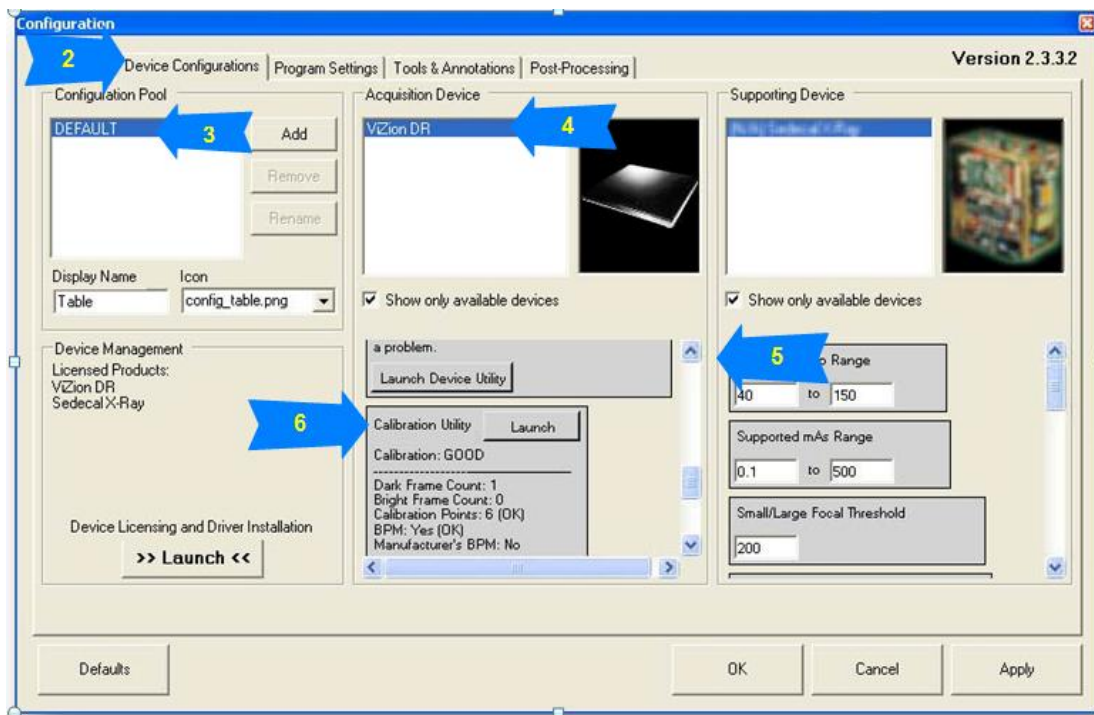 Configuration
2
Device Configurations
Program Settings
Tools & Annotations
Post-Processing
Version 2.3.3.2
Configuration Pool
DEFAULT
3
Add
Remove
Rename
Display Name
Icon
Table
config_table.png
Acquisition Device
ViZion DR
4
Show only available devices
Supporting Device
Sedecal X-Ray
Show only available devices
Device Management
Licensed Products:
ViZion DR
Sedecal X-Ray
Device Licensing and Driver Installation
>> Launch <<
a problem.
Launch Device Utility
5
6
Calibration Utility
Launch
Calibration: GOOD
Dark Frame Count: 1
Bright Frame Count: 0
Calibration Points: 6 (OK)
BPM: Yes (OK)
Manufacturer's BPM: No
Range
40 to 150
Supported mAs Range
0.1 to 500
Small/Large Focal Threshold
200
Defaults
OK
Cancel
Apply